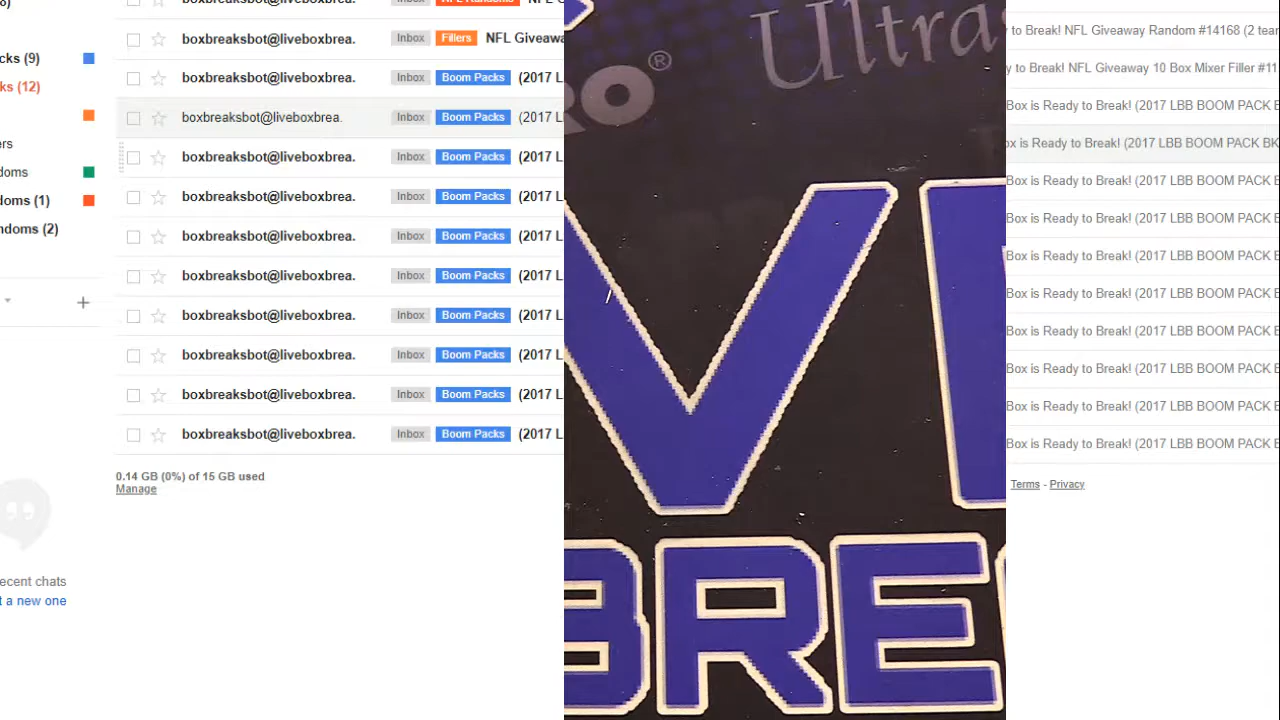 boxbreaksbot@liveboxbrea. Inbox NFL Randoms
boxbreaksbot@liveboxbrea. Inbox Fillers NFL Giveawa
boxbreaksbot@liveboxbrea. Inbox Boom Packs (2017 L
boxbreaksbot@liveboxbrea. Inbox Boom Packs (2017 L
boxbreaksbot@liveboxbrea. Inbox Boom Packs (2017 L
boxbreaksbot@liveboxbrea. Inbox Boom Packs (2017 L
boxbreaksbot@liveboxbrea. Inbox Boom Packs (2017 L
boxbreaksbot@liveboxbrea. Inbox Boom Packs (2017 L
boxbreaksbot@liveboxbrea. Inbox Boom Packs (2017 L
boxbreaksbot@liveboxbrea. Inbox Boom Packs (2017 L
boxbreaksbot@liveboxbrea. Inbox Boom Packs (2017 L
boxbreaksbot@liveboxbrea. Inbox Boom Packs (2017 L
cks (9)
ks (12)
ers
doms
doms (1)
ndoms (2)
0.14 GB (0%) of 15 GB used
Manage
ecent chats
t a new one
Ultra
RO®
V
BRE
to Break! NFL Giveaway Random #14168 (2 tear
y to Break! NFL Giveaway 10 Box Mixer Filler #11
Box is Ready to Break! (2017 LBB BOOM PACK B
ox is Ready to Break! (2017 LBB BOOM PACK BK
Box is Ready to Break! (2017 LBB BOOM PACK E
Box is Ready to Break! (2017 LBB BOOM PACK B
Box is Ready to Break! (2017 LBB BOOM PACK E
Box is Ready to Break! (2017 LBB BOOM PACK E
Box is Ready to Break! (2017 LBB BOOM PACK B
Box is Ready to Break! (2017 LBB BOOM PACK E
Box is Ready to Break! (2017 LBB BOOM PACK B
Box is Ready to Break! (2017 LBB BOOM PACK E
Terms - Privacy